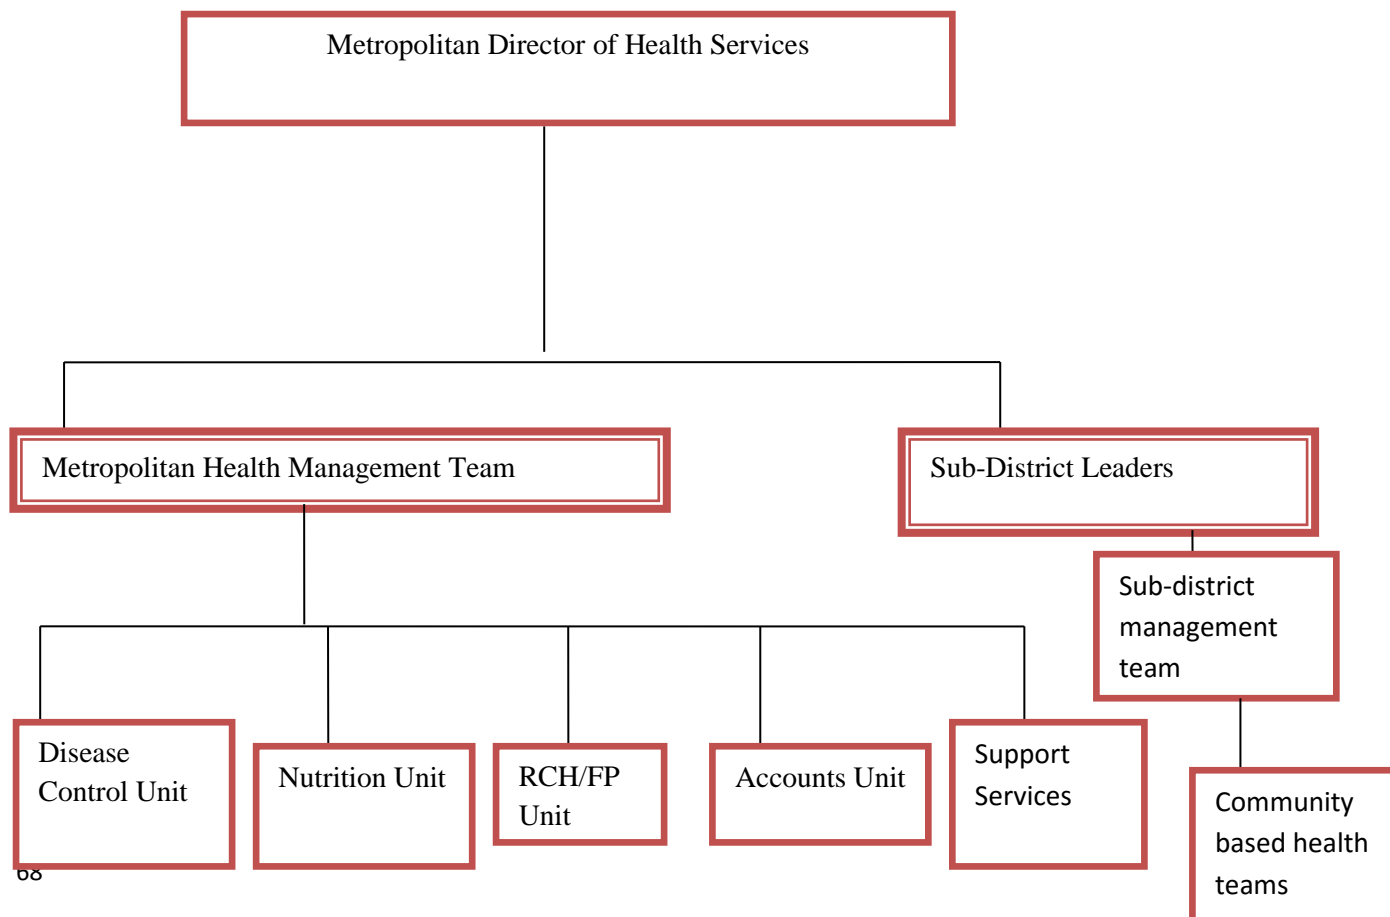 Metropolitan Director of Health Services
Metropolitan Health Management Team
Sub-District Leaders
Sub-district
management
team
Disease
Control Unit
Nutrition Unit
RCH/FP
Unit
Accounts Unit
Support
Services
Community
based health
teams
68